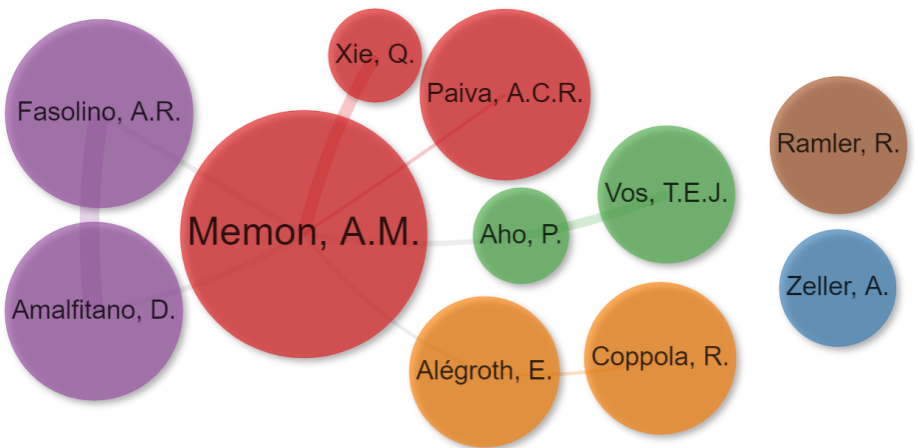 Xie, Q.
Fasolino, A.R.
Paiva, A.C.R.
Ramler, R.
Vos, T.E.J.
Memon, A.M.
Aho, P.
Zeller, A.
Amalfitano, D.
Alégroth, E.
Coppola, R.